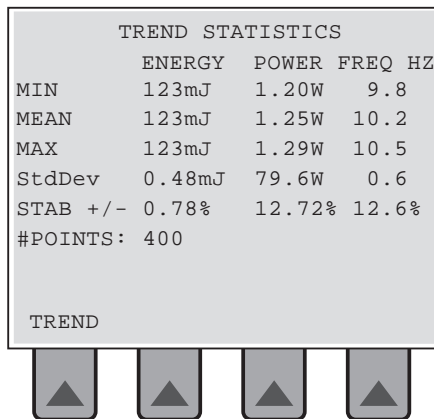 TREND STATISTICS
ENERGY POWER FREQ HZ
MIN 123mJ 1.20W 9.8
MEAN 123mJ 1.25W 10.2
MAX 123mJ 1.29W 10.5
StdDev 0.48mJ 79.6W 0.6
STAB +/- 0.78% 12.72% 12.6%
#POINTS: 400
TREND